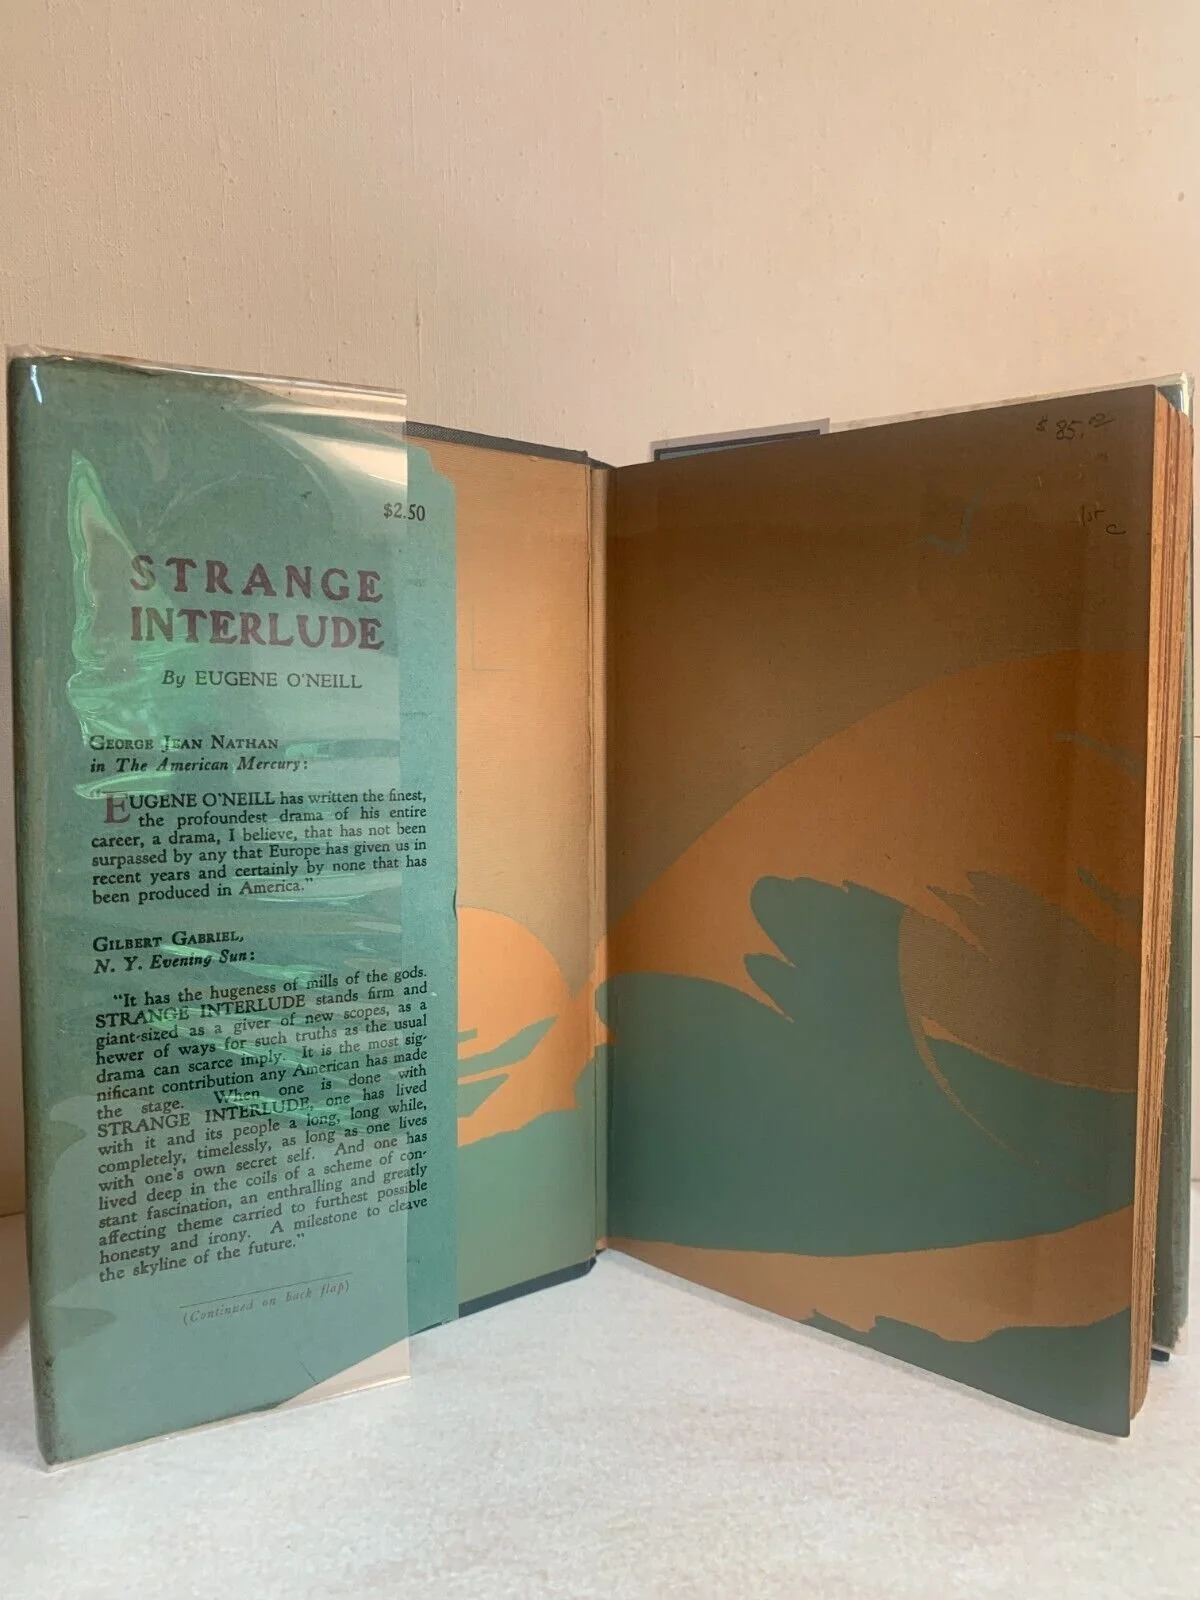 $2.50
STRANGE
INTERLUDE
By EUGENE O'NEILL
GEORGE JEAN NATHAN
in The American Mercury:
"EUGENE O'NEILL has written the finest,
the profoundest drama of his entire
career, a drama, I believe, that has not been
surpassed by any that Europe has given us in
recent years and certainly by none that has
been produced in America."
GILBERT GABRIEL,
N. Y. Evening Sun:
"It has the hugeness of mills of the gods.
STRANGE INTERLUDE stands firm and
giant-sized as a giver of new scopes, as a
hewer of ways for such truths as the usual
drama can scarce imply. It is the most sig-
nificant contribution any American has made
the stage. When one is done with
STRANGE INTERLUDE, one has lived
with it and its people a long, long while,
completely, timelessly, as long as one lives
with one's own secret self. And one has
lived deep in the coils of a scheme of con-
stant fascination, an enthralling and greatly
affecting theme carried to furthest possible
honesty and irony. A milestone to cleave
the skyline of the future."
(Continued on back flap)
$85.00
1st